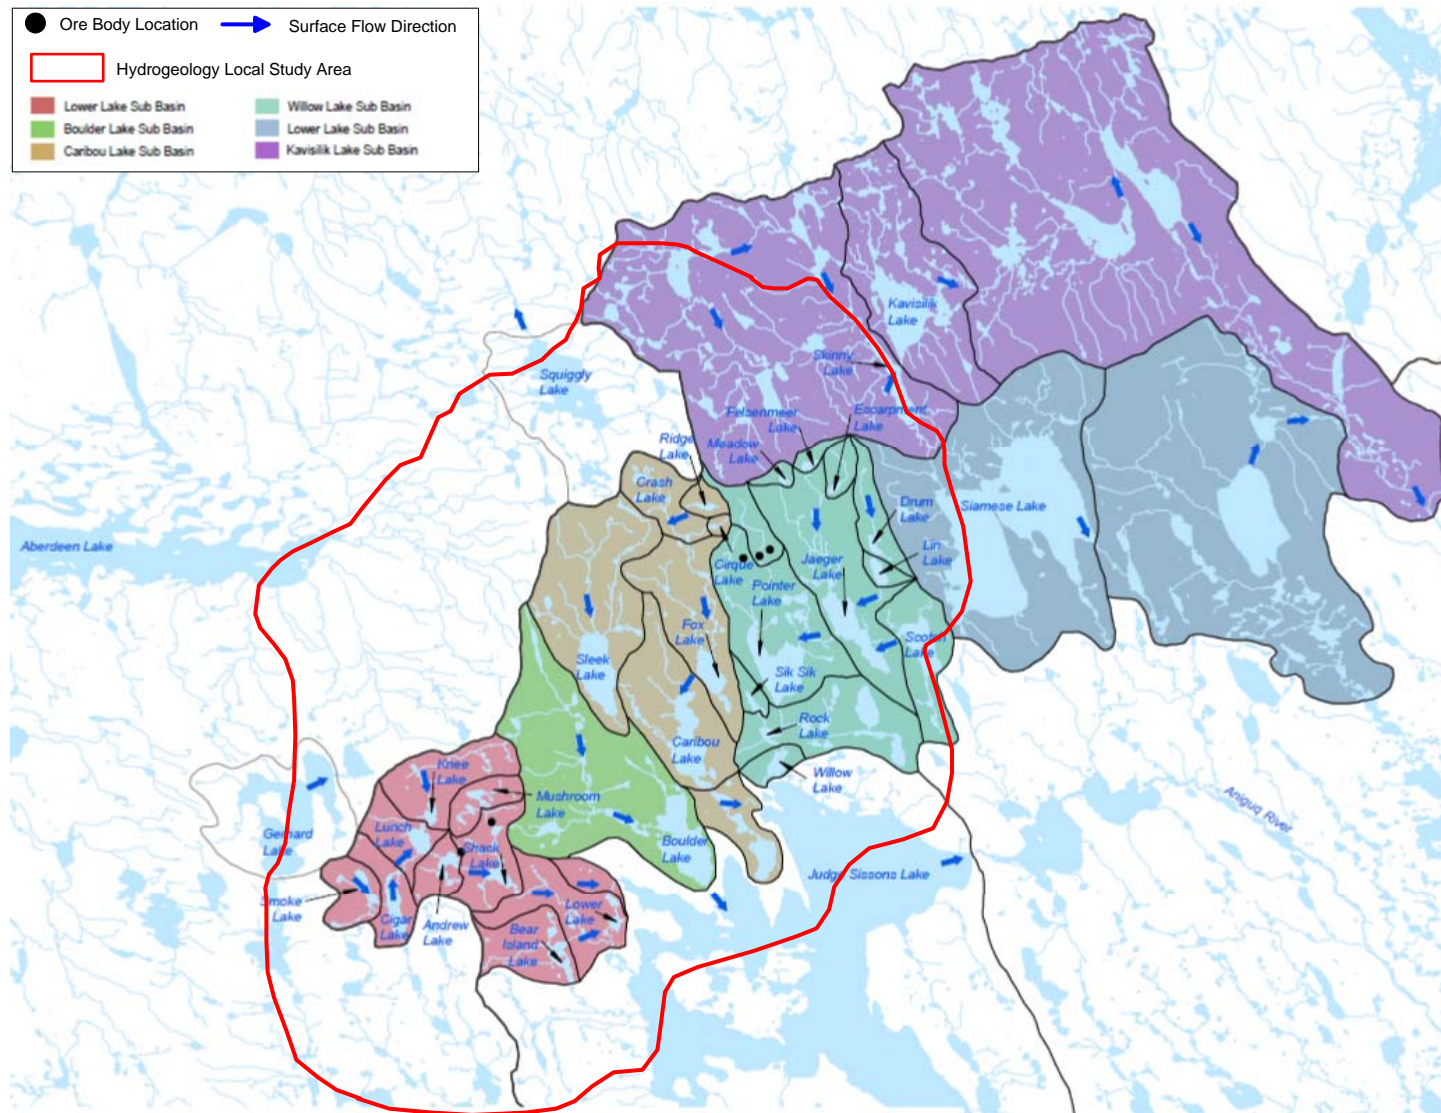 Ore Body Location
Surface Flow Direction
Hydrogeology Local Study Area
Lower Lake Sub Basin
Willow Lake Sub Basin
Boulder Lake Sub Basin
Lower Lake Sub Basin
Caribou Lake Sub Basin
Kavisilik Lake Sub Basin
Kavisilik
Lake
Skinny
Lake
Squiggly
Lake
Felsenmeer
Lake
Escarpment
Lake
Ridge
Lake
Meadow
Lake
Crash
Lake
Drum
Lake
Siamese Lake
Aberdeen Lake
Lin
Lake
Cirque
Lake
Jaeger
Lake
Pointer
Lake
Fox
Lake
Scotch
Lake
Sleek
Lake
Sik Sik
Lake
Rock
Lake
Caribou
Lake
Willow
Lake
Knee
Lake
Mushroom
Lake
Aniguq River
Gerhard
Lake
Lunch
Lake
Shack
Lake
Boulder
Lake
Judge Sissons Lake
Smoke
Lake
Cigar
Lake
Andrew
Lake
Lower
Lake
Bear
Island
Lake